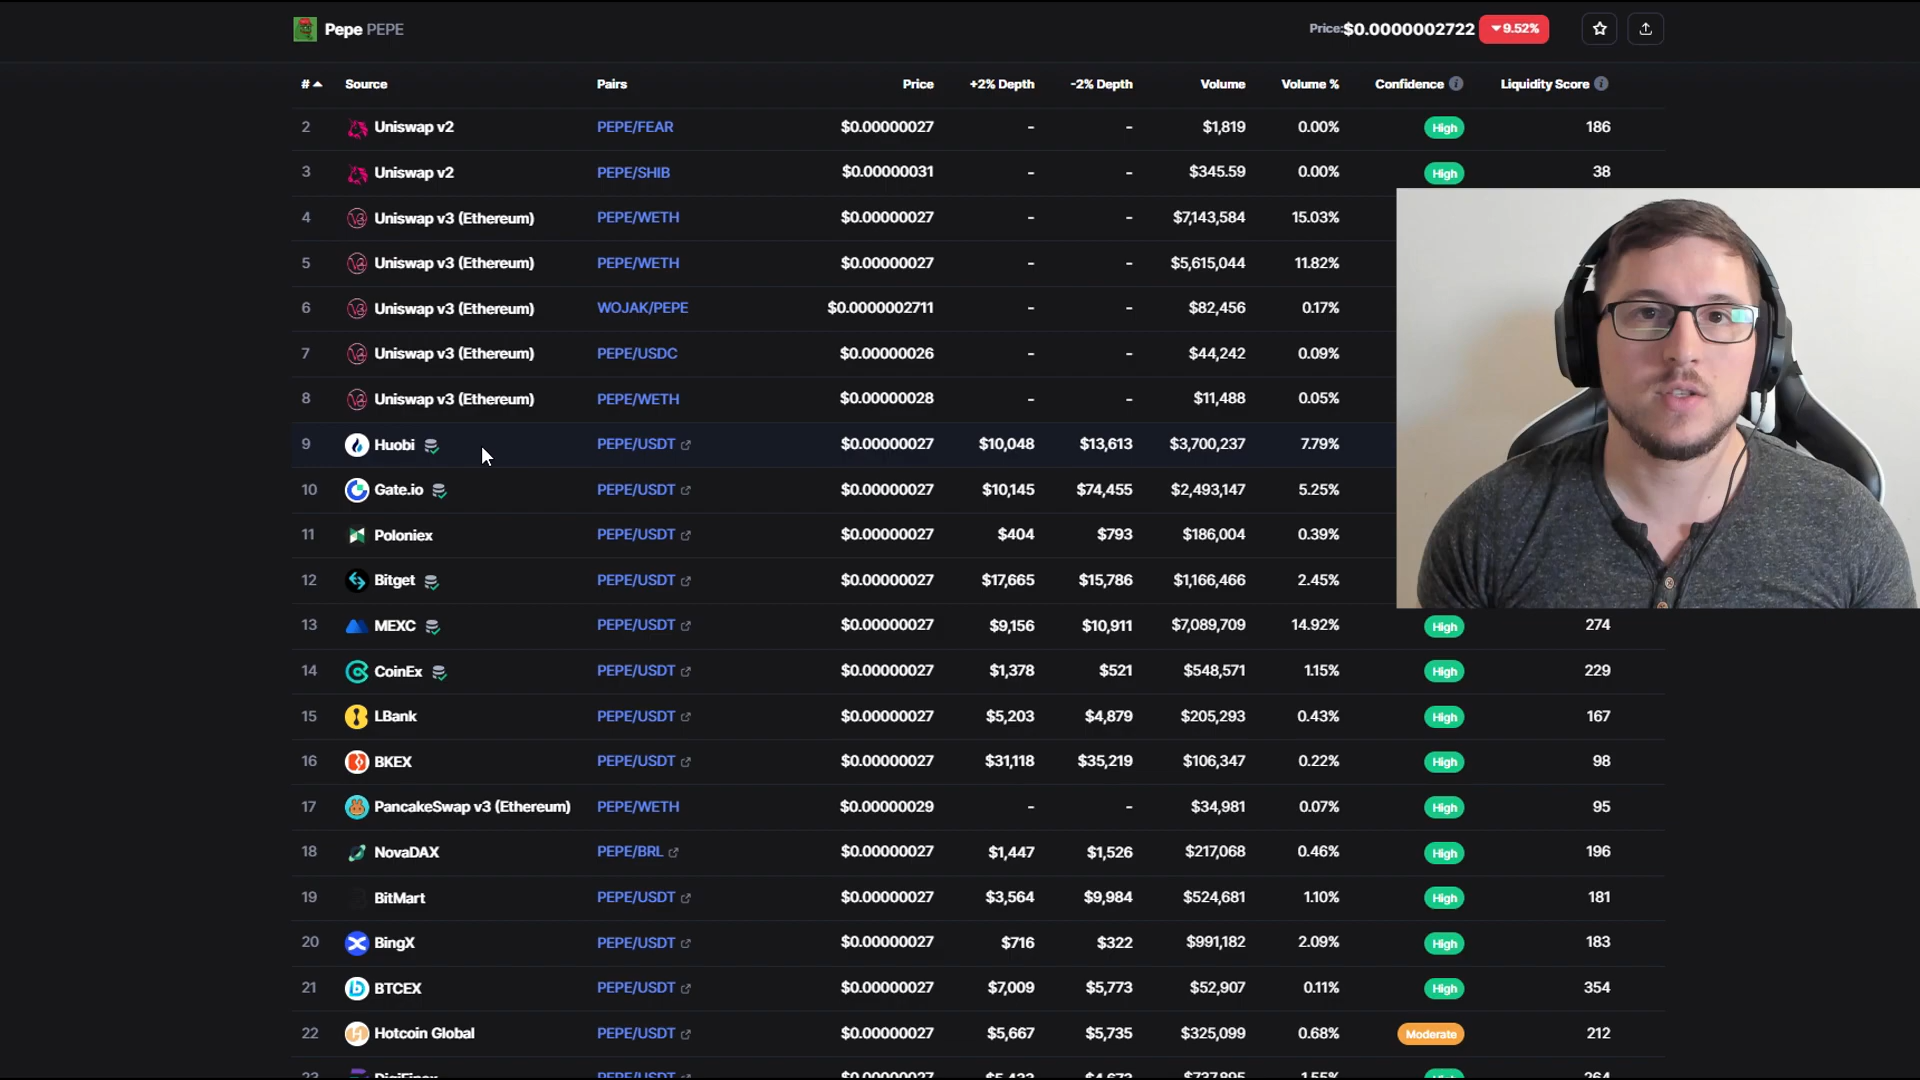 Pepe PEPE Price:$0.0000002722 9.52%
# Source Pairs Price +2% Depth -2% Depth Volume Volume % Confidence Liquidity Score
2 Uniswap v2 PEPE/FEAR $0.00000027 - - $1,819 0.00% High 186
3 Uniswap v2 PEPE/SHIB $0.00000031 - - $345.59 0.00% High 38
4 Uniswap v3 (Ethereum) PEPE/WETH $0.00000027 - - $7,143,584 15.03%
5 Uniswap v3 (Ethereum) PEPE/WETH $0.00000027 - - $5,615,044 11.82%
6 Uniswap v3 (Ethereum) WOJAK/PEPE $0.0000002711 - - $82,456 0.17%
7 Uniswap v3 (Ethereum) PEPE/USDC $0.00000026 - - $44,242 0.09%
8 Uniswap v3 (Ethereum) PEPE/WETH $0.00000028 - - $11,488 0.05%
9 Huobi PEPE/USDT $0.00000027 $10,048 $13,613 $3,700,237 7.79%
10 Gate.io PEPE/USDT $0.00000027 $10,145 $74,455 $2,493,147 5.25%
11 Poloniex PEPE/USDT $0.00000027 $404 $793 $186,004 0.39%
12 Bitget PEPE/USDT $0.00000027 $17,665 $15,786 $1,166,466 2.45%
13 MEXC PEPE/USDT $0.00000027 $9,156 $10,911 $7,089,709 14.92% High 274
14 CoinEx PEPE/USDT $0.00000027 $1,378 $521 $548,571 1.15% High 229
15 LBank PEPE/USDT $0.00000027 $5,203 $4,879 $205,293 0.43% High 167
16 BKEX PEPE/USDT $0.00000027 $31,118 $35,219 $106,347 0.22% High 98
17 PancakeSwap v3 (Ethereum) PEPE/WETH $0.00000029 - - $34,981 0.07% High 95
18 NovaDAX PEPE/BRL $0.00000027 $1,447 $1,526 $217,068 0.46% High 196
19 BitMart PEPE/USDT $0.00000027 $3,564 $9,984 $524,681 1.10% High 181
20 BingX PEPE/USDT $0.00000027 $716 $322 $991,182 2.09% High 183
21 BTCEX PEPE/USDT $0.00000027 $7,009 $5,773 $52,907 0.11% High 354
22 Hotcoin Global PEPE/USDT $0.00000027 $5,667 $5,735 $325,099 0.68% Moderate 212
23 DigiFinex PEPE/USDT $0.00000027 1.55% High